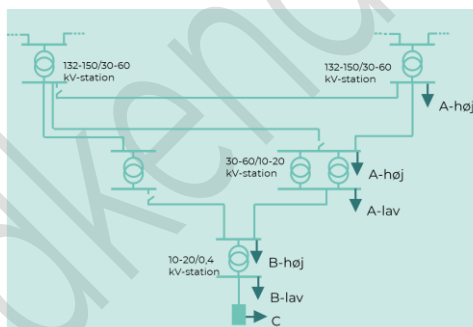 132-150/30-60
kV-station
132-150/30-60
kV-station
A-høj
30-60/10-20
kV-station
A-høj
A-lav
10-20/0,4
kV-station
B-høj
B-lav
C